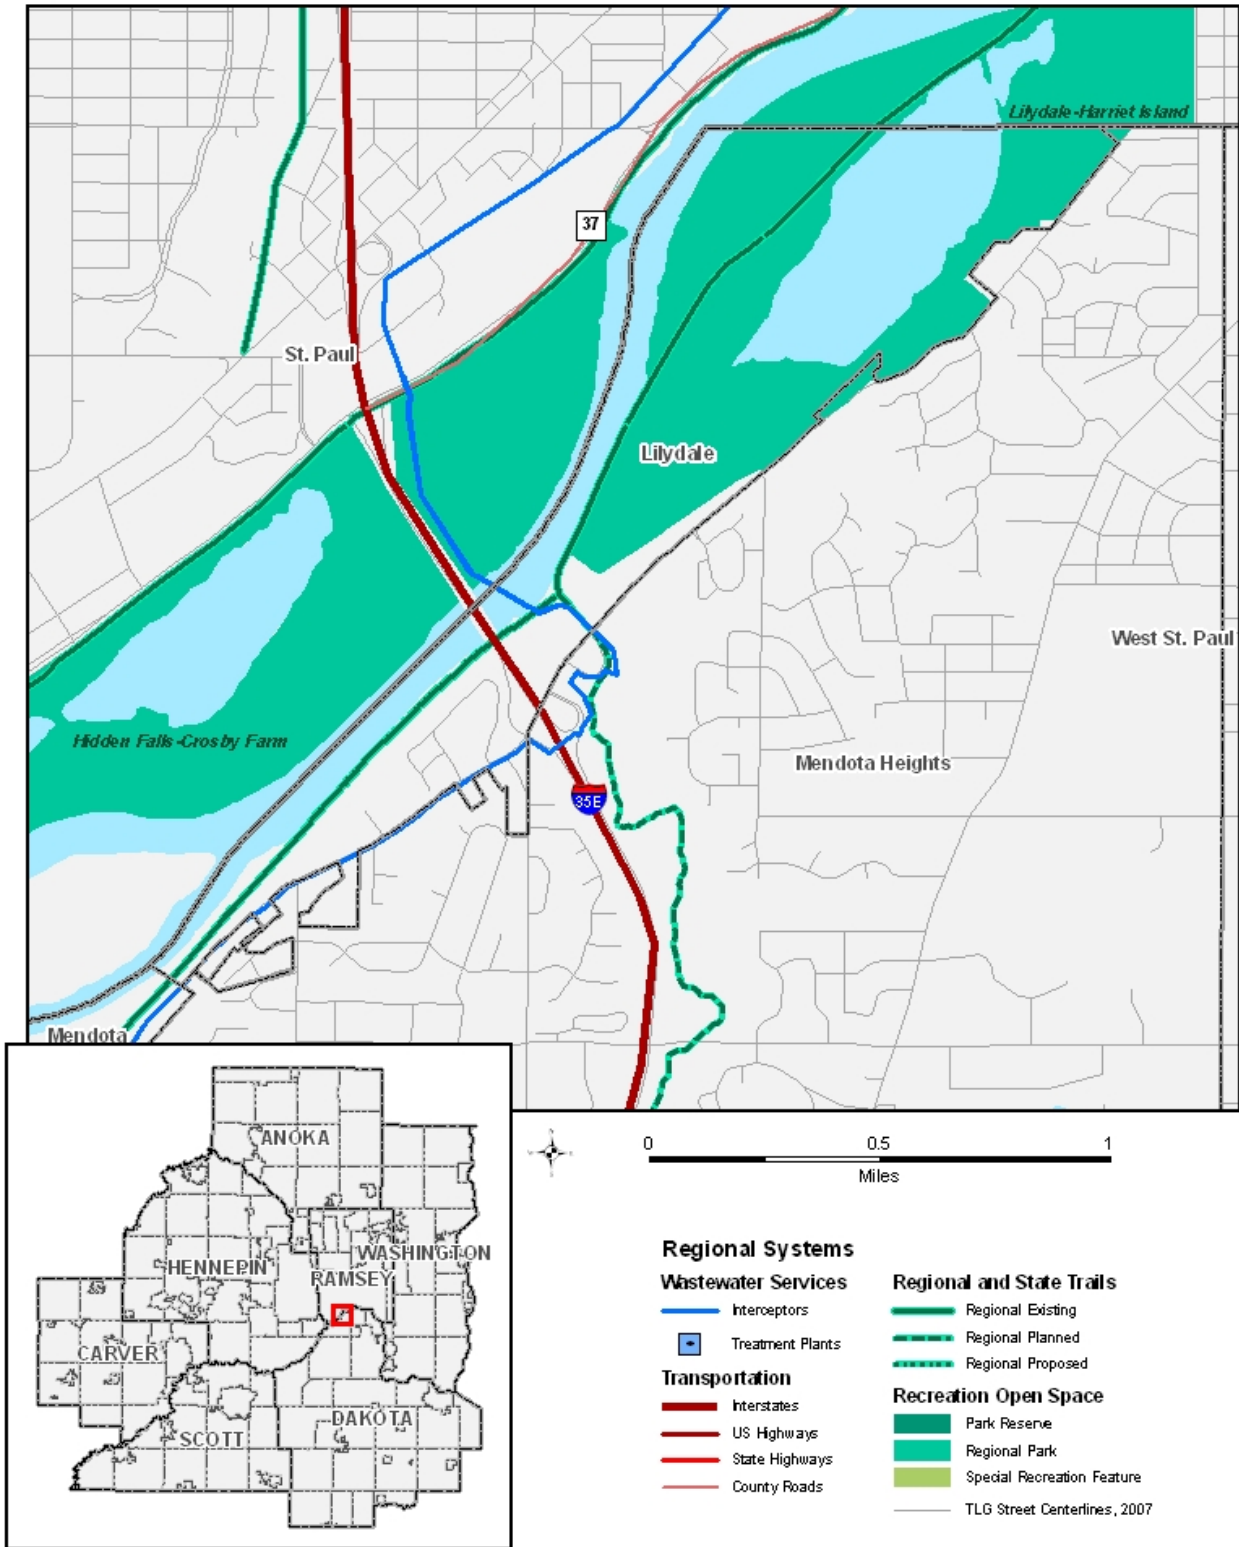 Lilydale-Harriet Island
37
St. Paul
Lilydale
West St. Paul
Hidden Falls-Crosby Farm
Mendota Heights
35E
Mendota
ANOKA
WASHINGTON
HENNEPIN
RAMSEY
CARVER
DAKOTA
SCOTT
0 0.5 1
Miles
Regional Systems
Wastewater Services
Interceptors
Treatment Plants
Transportation
Interstates
US Highways
State Highways
County Roads
Regional and State Trails
Regional Existing
Regional Planned
Regional Proposed
Recreation Open Space
Park Reserve
Regional Park
Special Recreation Feature
TLG Street Centerlines, 2007